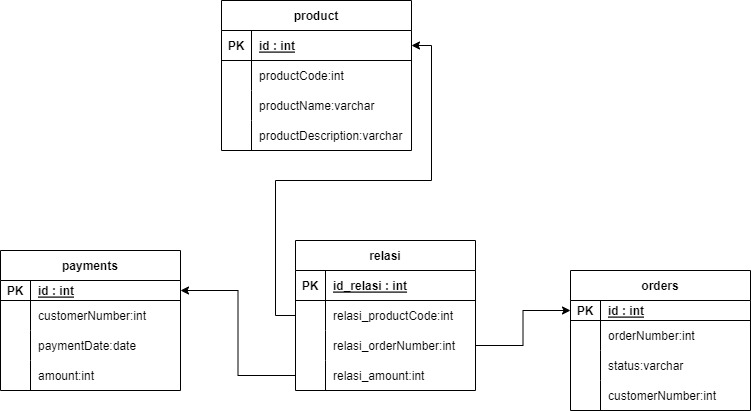 product
PK id : int
productCode:int
productName:varchar
productDescription:varchar
payments
PK id : int
customerNumber:int
paymentDate:date
amount:int
relasi
PK id_relasi : int
relasi_productCode:int
relasi_orderNumber:int
relasi_amount:int
orders
PK id : int
orderNumber:int
status:varchar
customerNumber:int